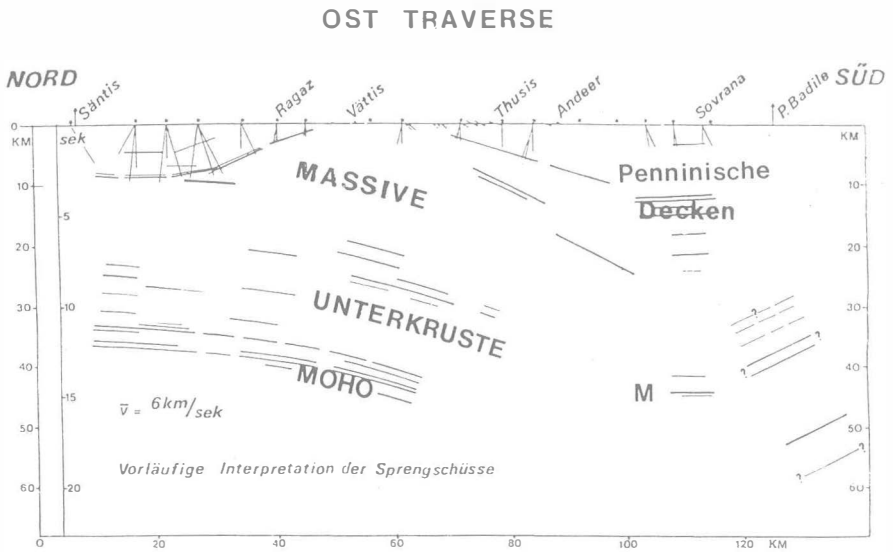 OST TRAVERSE
NORD
SÜD
Säntis
Ragaz
Vättis
Thusis
Andeer
Sovrana
P.Badile
0
KM
sek
KM
MASSIVE
Penninische
Decken
10
10
5
20
20
UNTERKRUSTE
30
10
?
30
?
40
MOHO
M
?
40
v̄ = 6km/sek
15
50
50
Vorläufige Interpretation der Sprengschüsse
?
?
60
20
60
0
20
40
60
80
100
120 KM